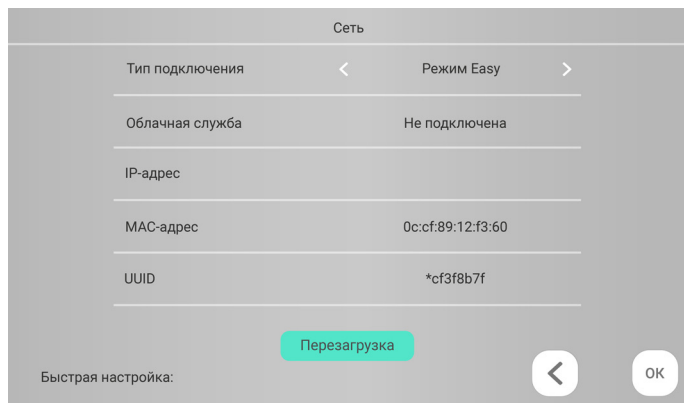 Сеть
Тип подключения Режим Easy
Облачная служба Не подключена
IP-адрес
MAC-адрес 0c:cf:89:12:f3:60
UUID *cf3f8b7f
Перезагрузка
Быстрая настройка:
ОК